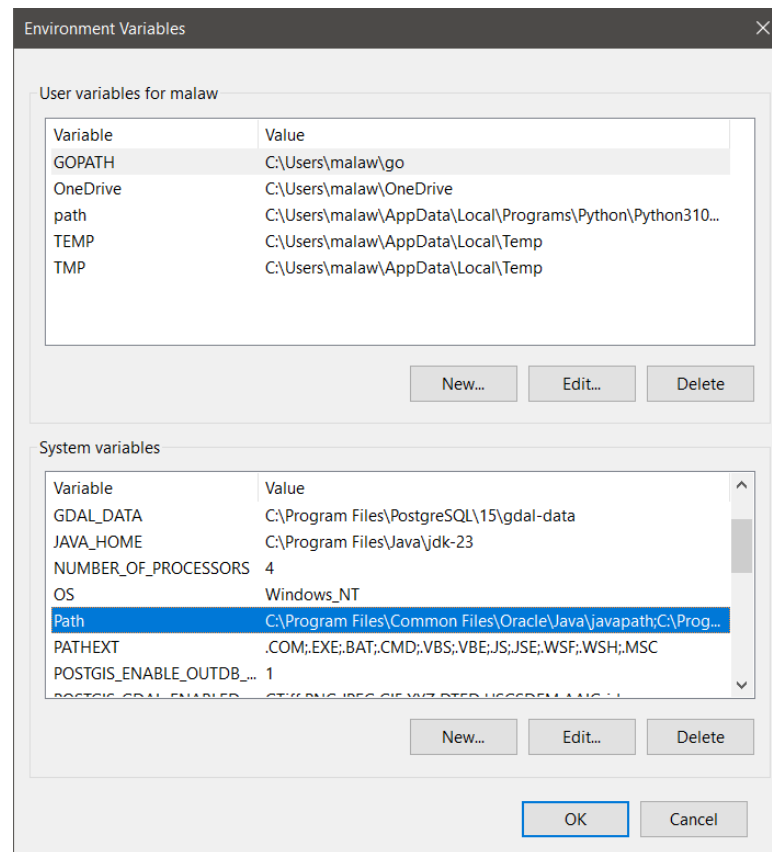 Environment Variables
User variables for malaw
Variable Value
GOPATH C:\Users\malaw\go
OneDrive C:\Users\malaw\OneDrive
path C:\Users\malaw\AppData\Local\Programs\Python\Python310...
TEMP C:\Users\malaw\AppData\Local\Temp
TMP C:\Users\malaw\AppData\Local\Temp
New... Edit... Delete
System variables
Variable Value
GDAL_DATA C:\Program Files\PostgreSQL\15\gdal-data
JAVA_HOME C:\Program Files\Java\jdk-23
NUMBER_OF_PROCESSORS 4
OS Windows_NT
Path C:\Program Files\Common Files\Oracle\Java\javapath;C:\Prog...
PATHEXT .COM;.EXE;.BAT;.CMD;.VBS;.VBE;.JS;.JSE;.WSF;.WSH;.MSC
POSTGIS_ENABLE_OUTDB_... 1
New... Edit... Delete
OK Cancel